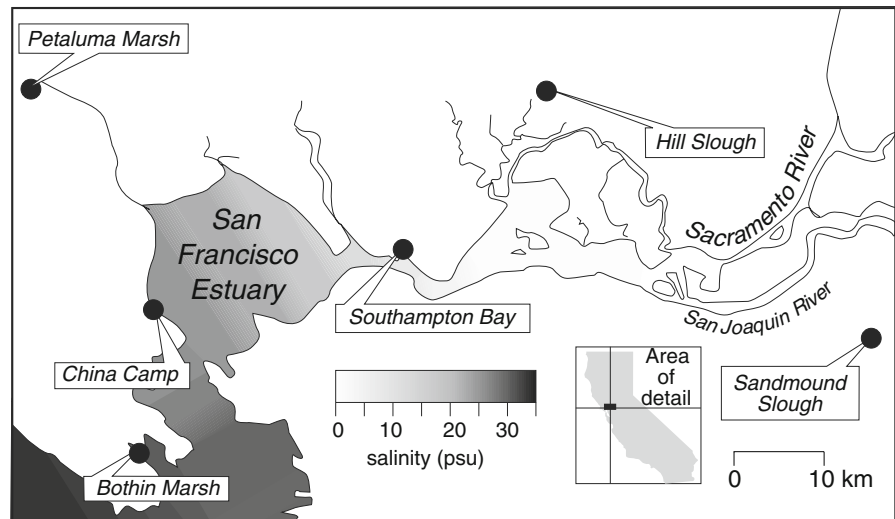 Petaluma Marsh
Hill Slough
Sacramento River
San
Francisco
Estuary
Southampton Bay
San Joaquin River
China Camp
Sandmound
Slough
Bothin Marsh
0 10 20 30
salinity (psu)
Area
of
detail
0 10 km